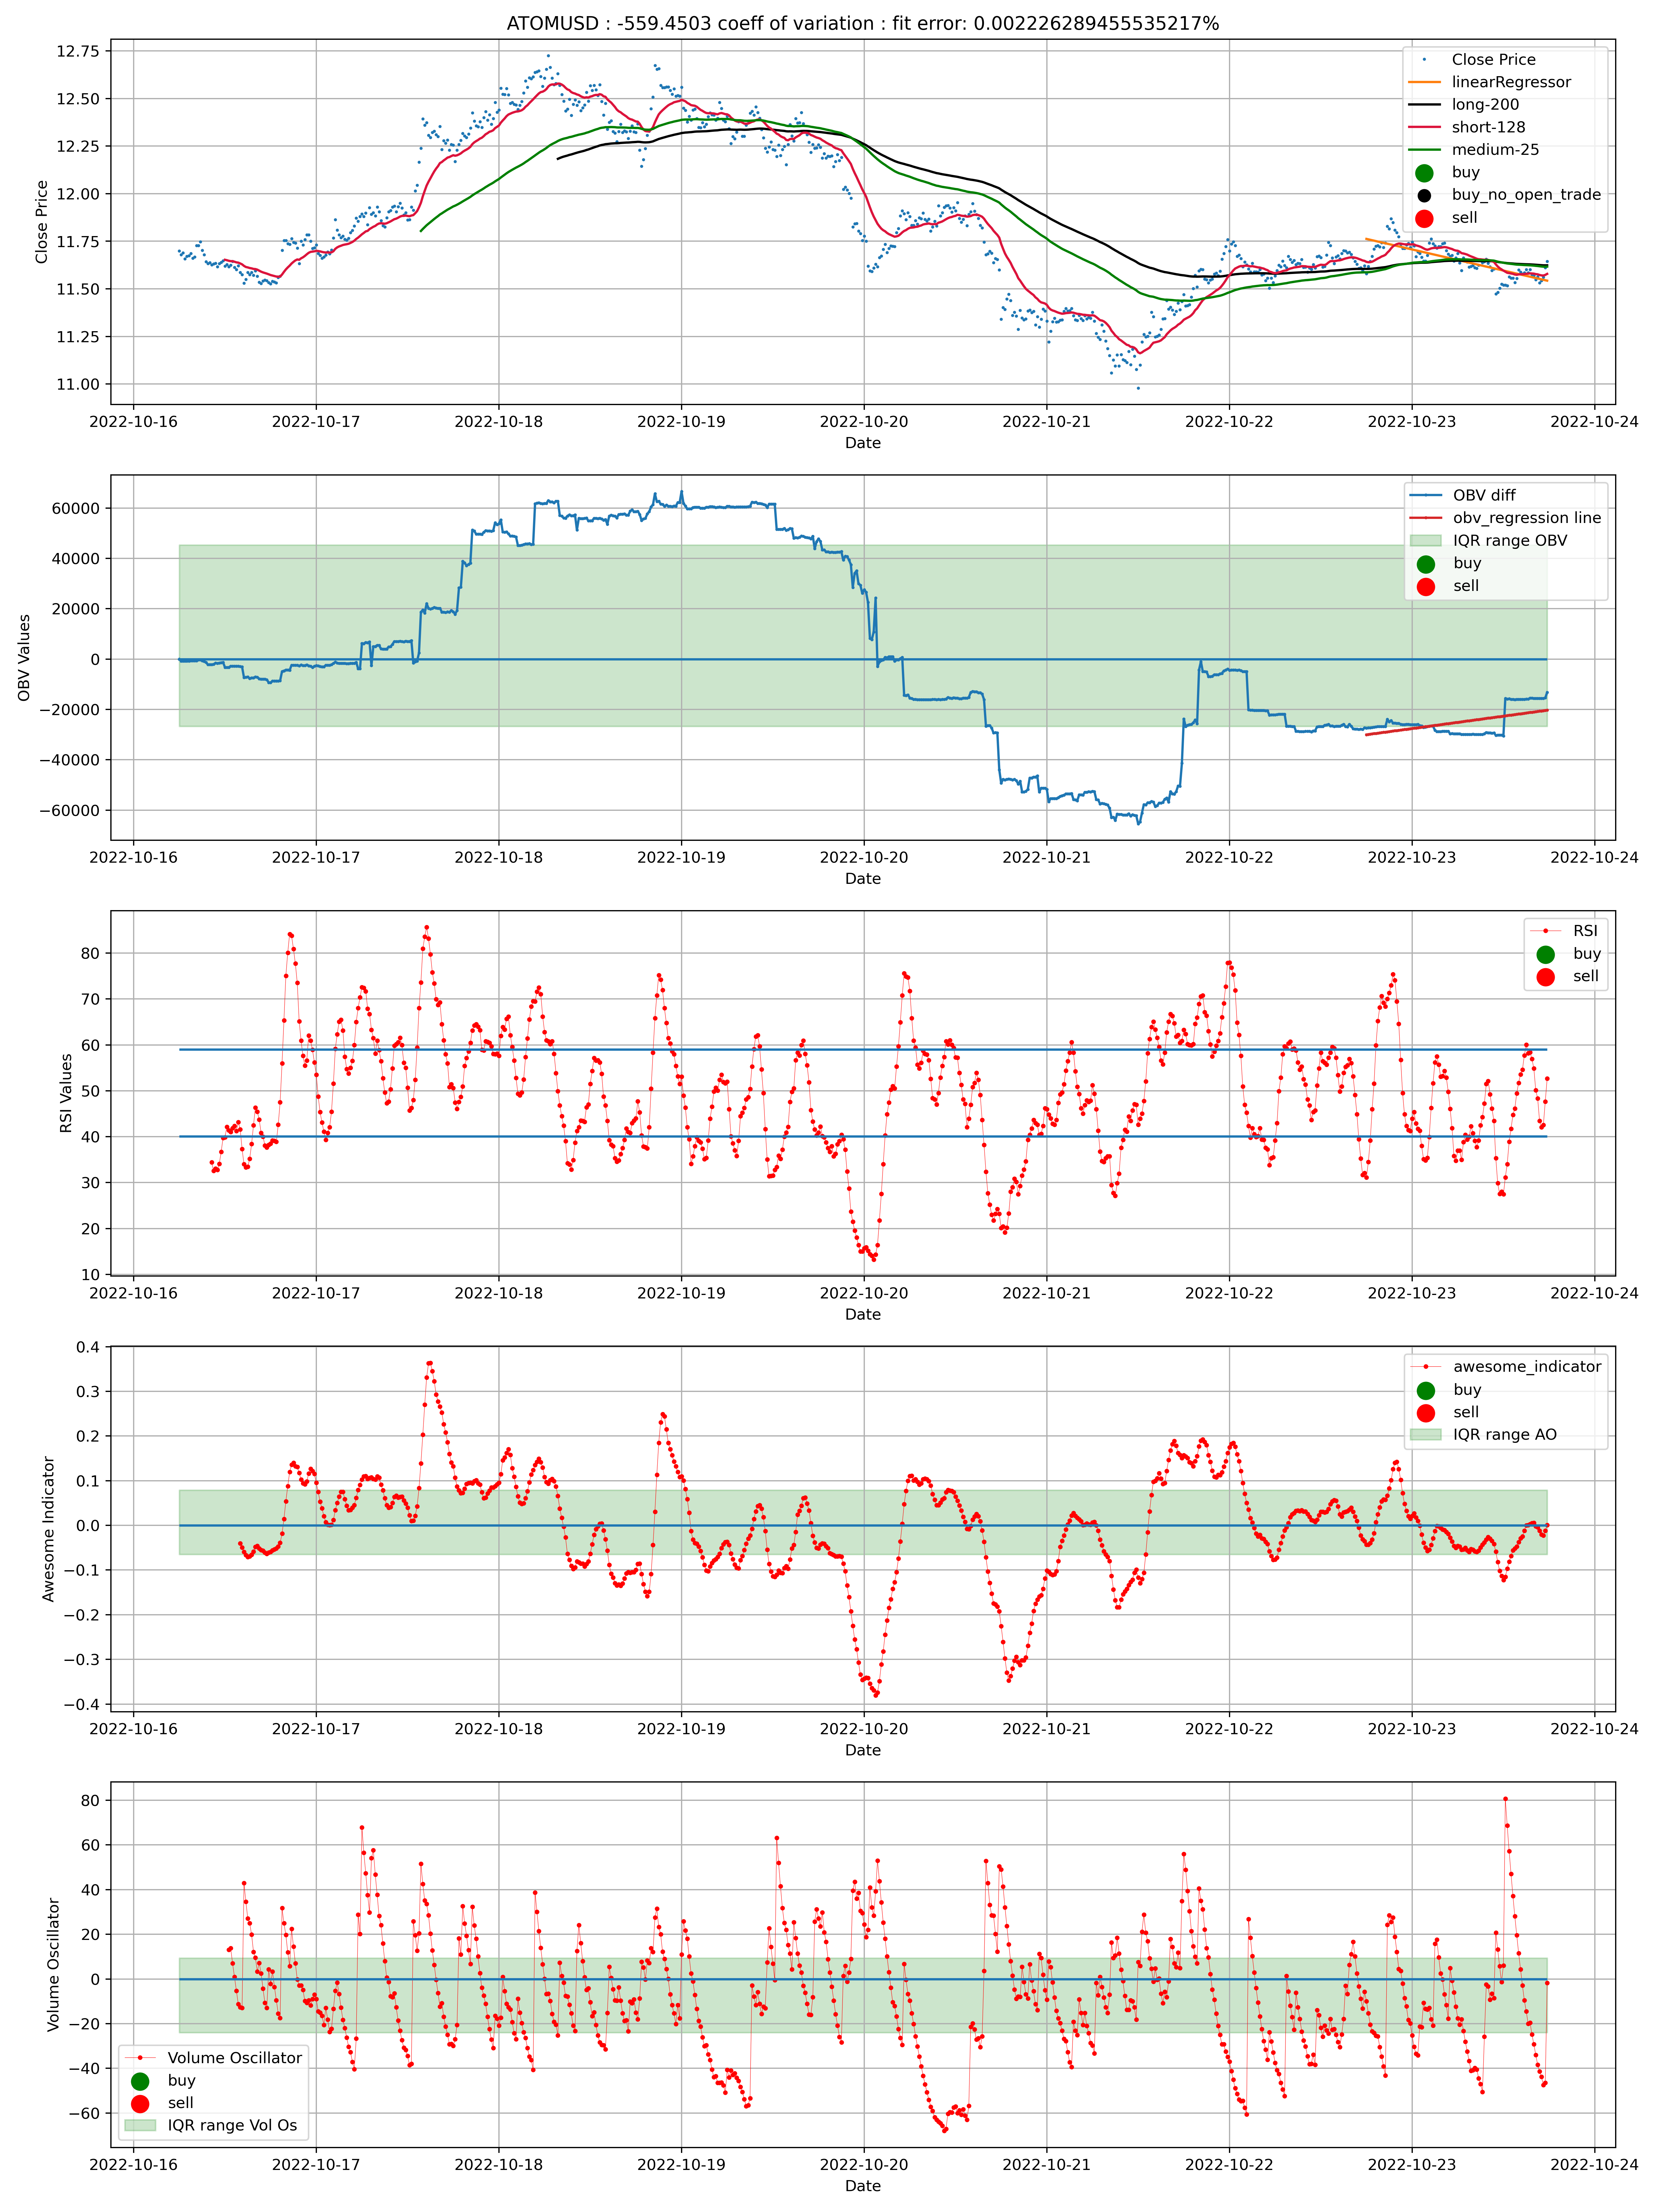 ATOMUSD : -559.4503 coeff of variation : fit error: 0.002226289455535217%
Close Price
12.75
12.50
12.25
12.00
11.75
11.50
11.25
11.00
Close Price
linearRegressor
long-200
short-128
medium-25
buy
buy_no_open_trade
sell
2022-10-16 2022-10-17 2022-10-18 2022-10-19 2022-10-20 2022-10-21 2022-10-22 2022-10-23 2022-10-24
Date
OBV Values
60000
40000
20000
0
−20000
−40000
−60000
OBV diff
obv_regression line
IQR range OBV
buy
sell
2022-10-16 2022-10-17 2022-10-18 2022-10-19 2022-10-20 2022-10-21 2022-10-22 2022-10-23 2022-10-24
Date
RSI Values
80
70
60
50
40
30
20
10
RSI
buy
sell
2022-10-16 2022-10-17 2022-10-18 2022-10-19 2022-10-20 2022-10-21 2022-10-22 2022-10-23 2022-10-24
Date
Awesome Indicator
0.4
0.3
0.2
0.1
0.0
−0.1
−0.2
−0.3
−0.4
awesome_indicator
buy
sell
IQR range AO
2022-10-16 2022-10-17 2022-10-18 2022-10-19 2022-10-20 2022-10-21 2022-10-22 2022-10-23 2022-10-24
Date
Volume Oscillator
80
60
40
20
0
−20
−40
−60
Volume Oscillator
buy
sell
IQR range Vol Os
2022-10-16 2022-10-17 2022-10-18 2022-10-19 2022-10-20 2022-10-21 2022-10-22 2022-10-23 2022-10-24
Date